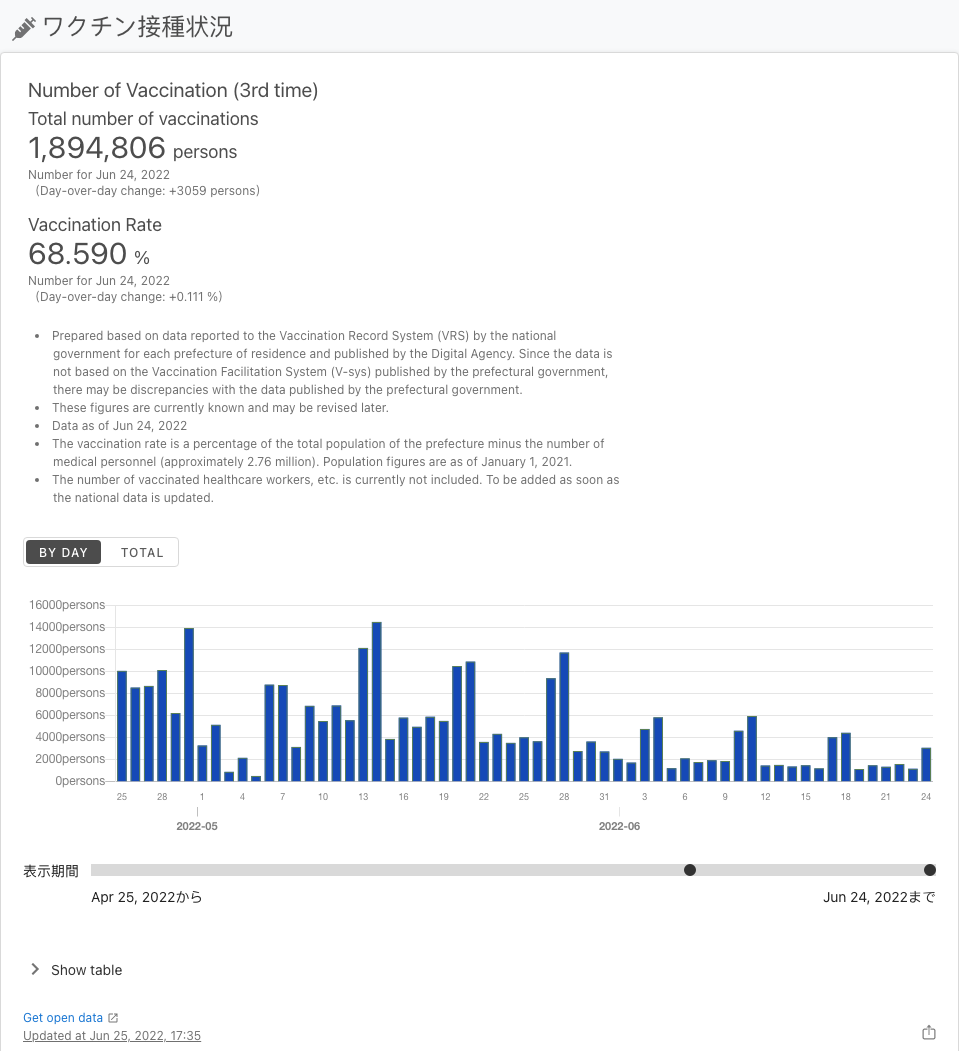 ワクチン接種状況
Number of Vaccination (3rd time)
Total number of vaccinations
1,894,806 persons
Number for Jun 24, 2022
(Day-over-day change: +3059 persons)
Vaccination Rate
68.590 %
Number for Jun 24, 2022
(Day-over-day change: +0.111 %)
• Prepared based on data reported to the Vaccination Record System (VRS) by the national
government for each prefecture of residence and published by the Digital Agency. Since the data is
not based on the Vaccination Facilitation System (V-sys) published by the prefectural government,
there may be discrepancies with the data published by the prefectural government.
• These figures are currently known and may be revised later.
• Data as of Jun 24, 2022
• The vaccination rate is a percentage of the total population of the prefecture minus the number of
medical personnel (approximately 2.76 million). Population figures are as of January 1, 2021.
• The number of vaccinated healthcare workers, etc. is currently not included. To be added as soon as
the national data is updated.
BY DAY TOTAL
16000persons
14000persons
12000persons
10000persons
8000persons
6000persons
4000persons
2000persons
0persons
25 28 1 4 7 10 13 16 19 22 25 28 31 3 6 9 12 15 18 21 24
2022-05 2022-06
表示期間
Apr 25, 2022から Jun 24, 2022まで
Show table
Get open data
Updated at Jun 25, 2022, 17:35